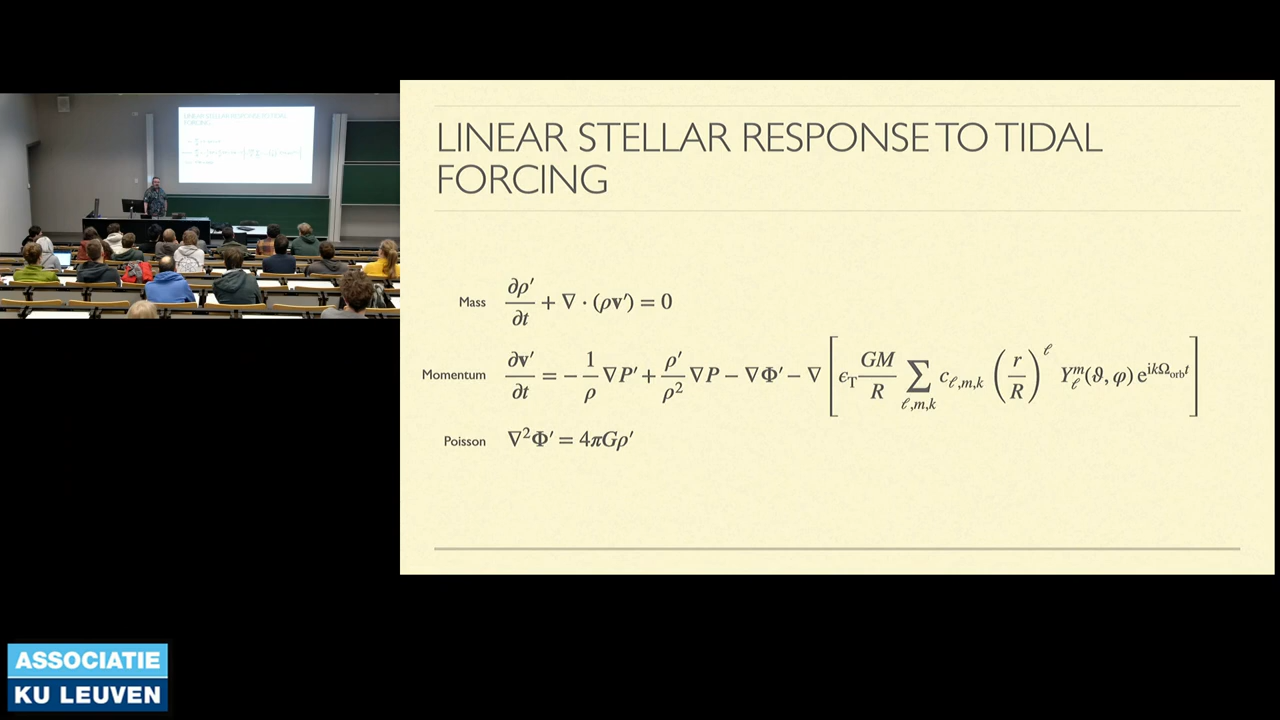 LINEAR STELLAR RESPONSE TO TIDAL
FORCING
Mass ∂ρ′/∂t + ∇ · (ρv′) = 0
Momentum ∂v′/∂t = −1/ρ ∇P′ + ρ′/ρ² ∇P − ∇Φ′ − ∇ [ϵ_T GM/R ∑_{ℓ,m,k} c_{ℓ,m,k} (r/R)^ℓ Y_ℓ^m(ϑ, φ) e^{ikΩ_orb t}]
Poisson ∇²Φ′ = 4πGρ′
ASSOCIATIE
KU LEUVEN